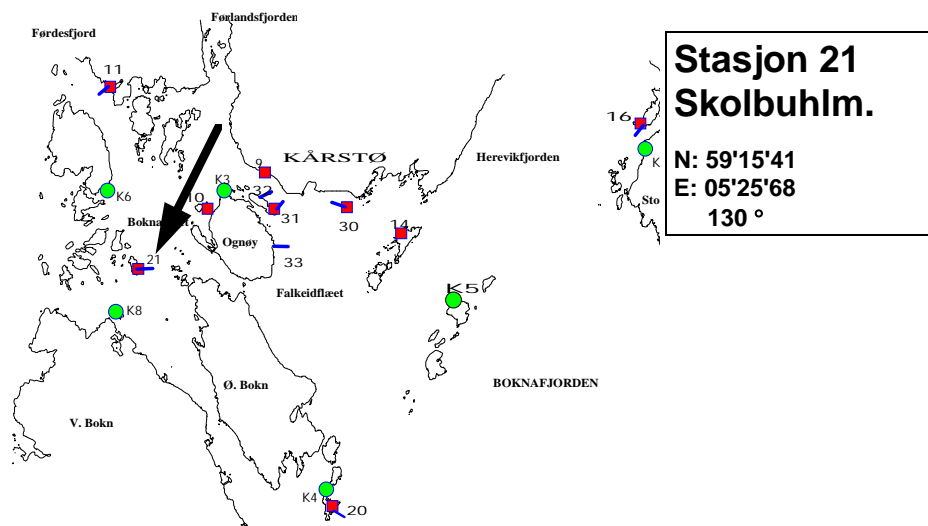 Førlandsfjorden
Førdesfjord
11
16
K
Sto
9
KÅRSTØ
Herevikfjorden
K3
32
K6
10
31
30
14
Ognøy
21
33
Falkeidflæet
K5
K8
Ø. Bokn
BOKNAFJORDEN
V. Bokn
K4
20
Stasjon 21
Skolbuhlm.
N: 59'15'41
E: 05'25'68
130 °